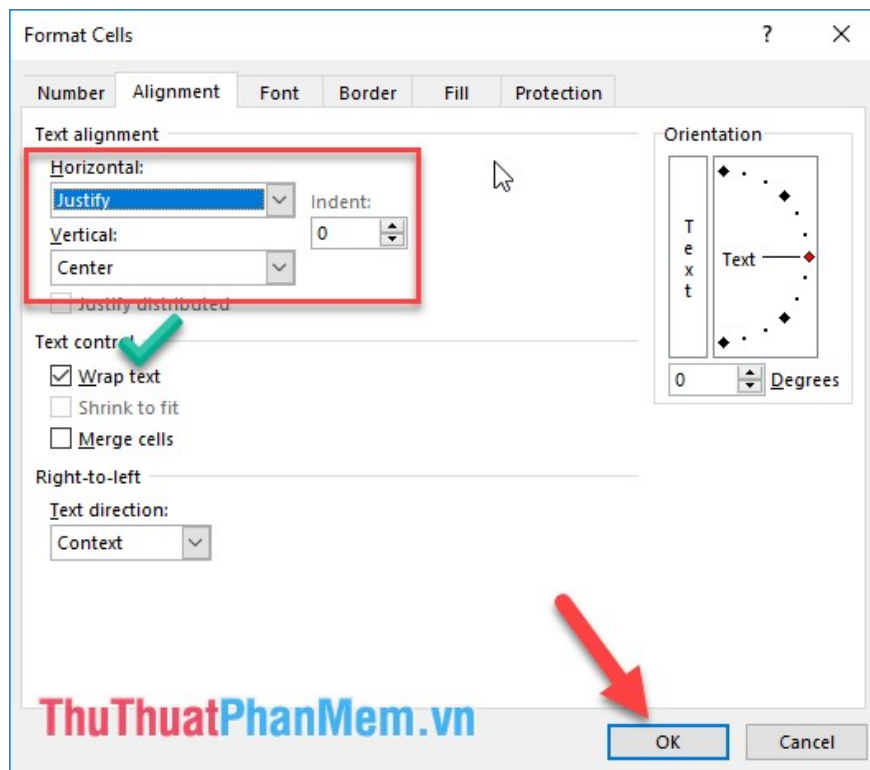 Format Cells ?
Number Alignment Font Border Fill Protection
Text alignment
Horizontal:
Justify
Indent:
0
Vertical:
Center
Justify distributed
Text control
Wrap text
Shrink to fit
Merge cells
Right-to-left
Text direction:
Context
Orientation
Text
Text
0 Degrees
ThuThuatPhanMem.vn
OK Cancel